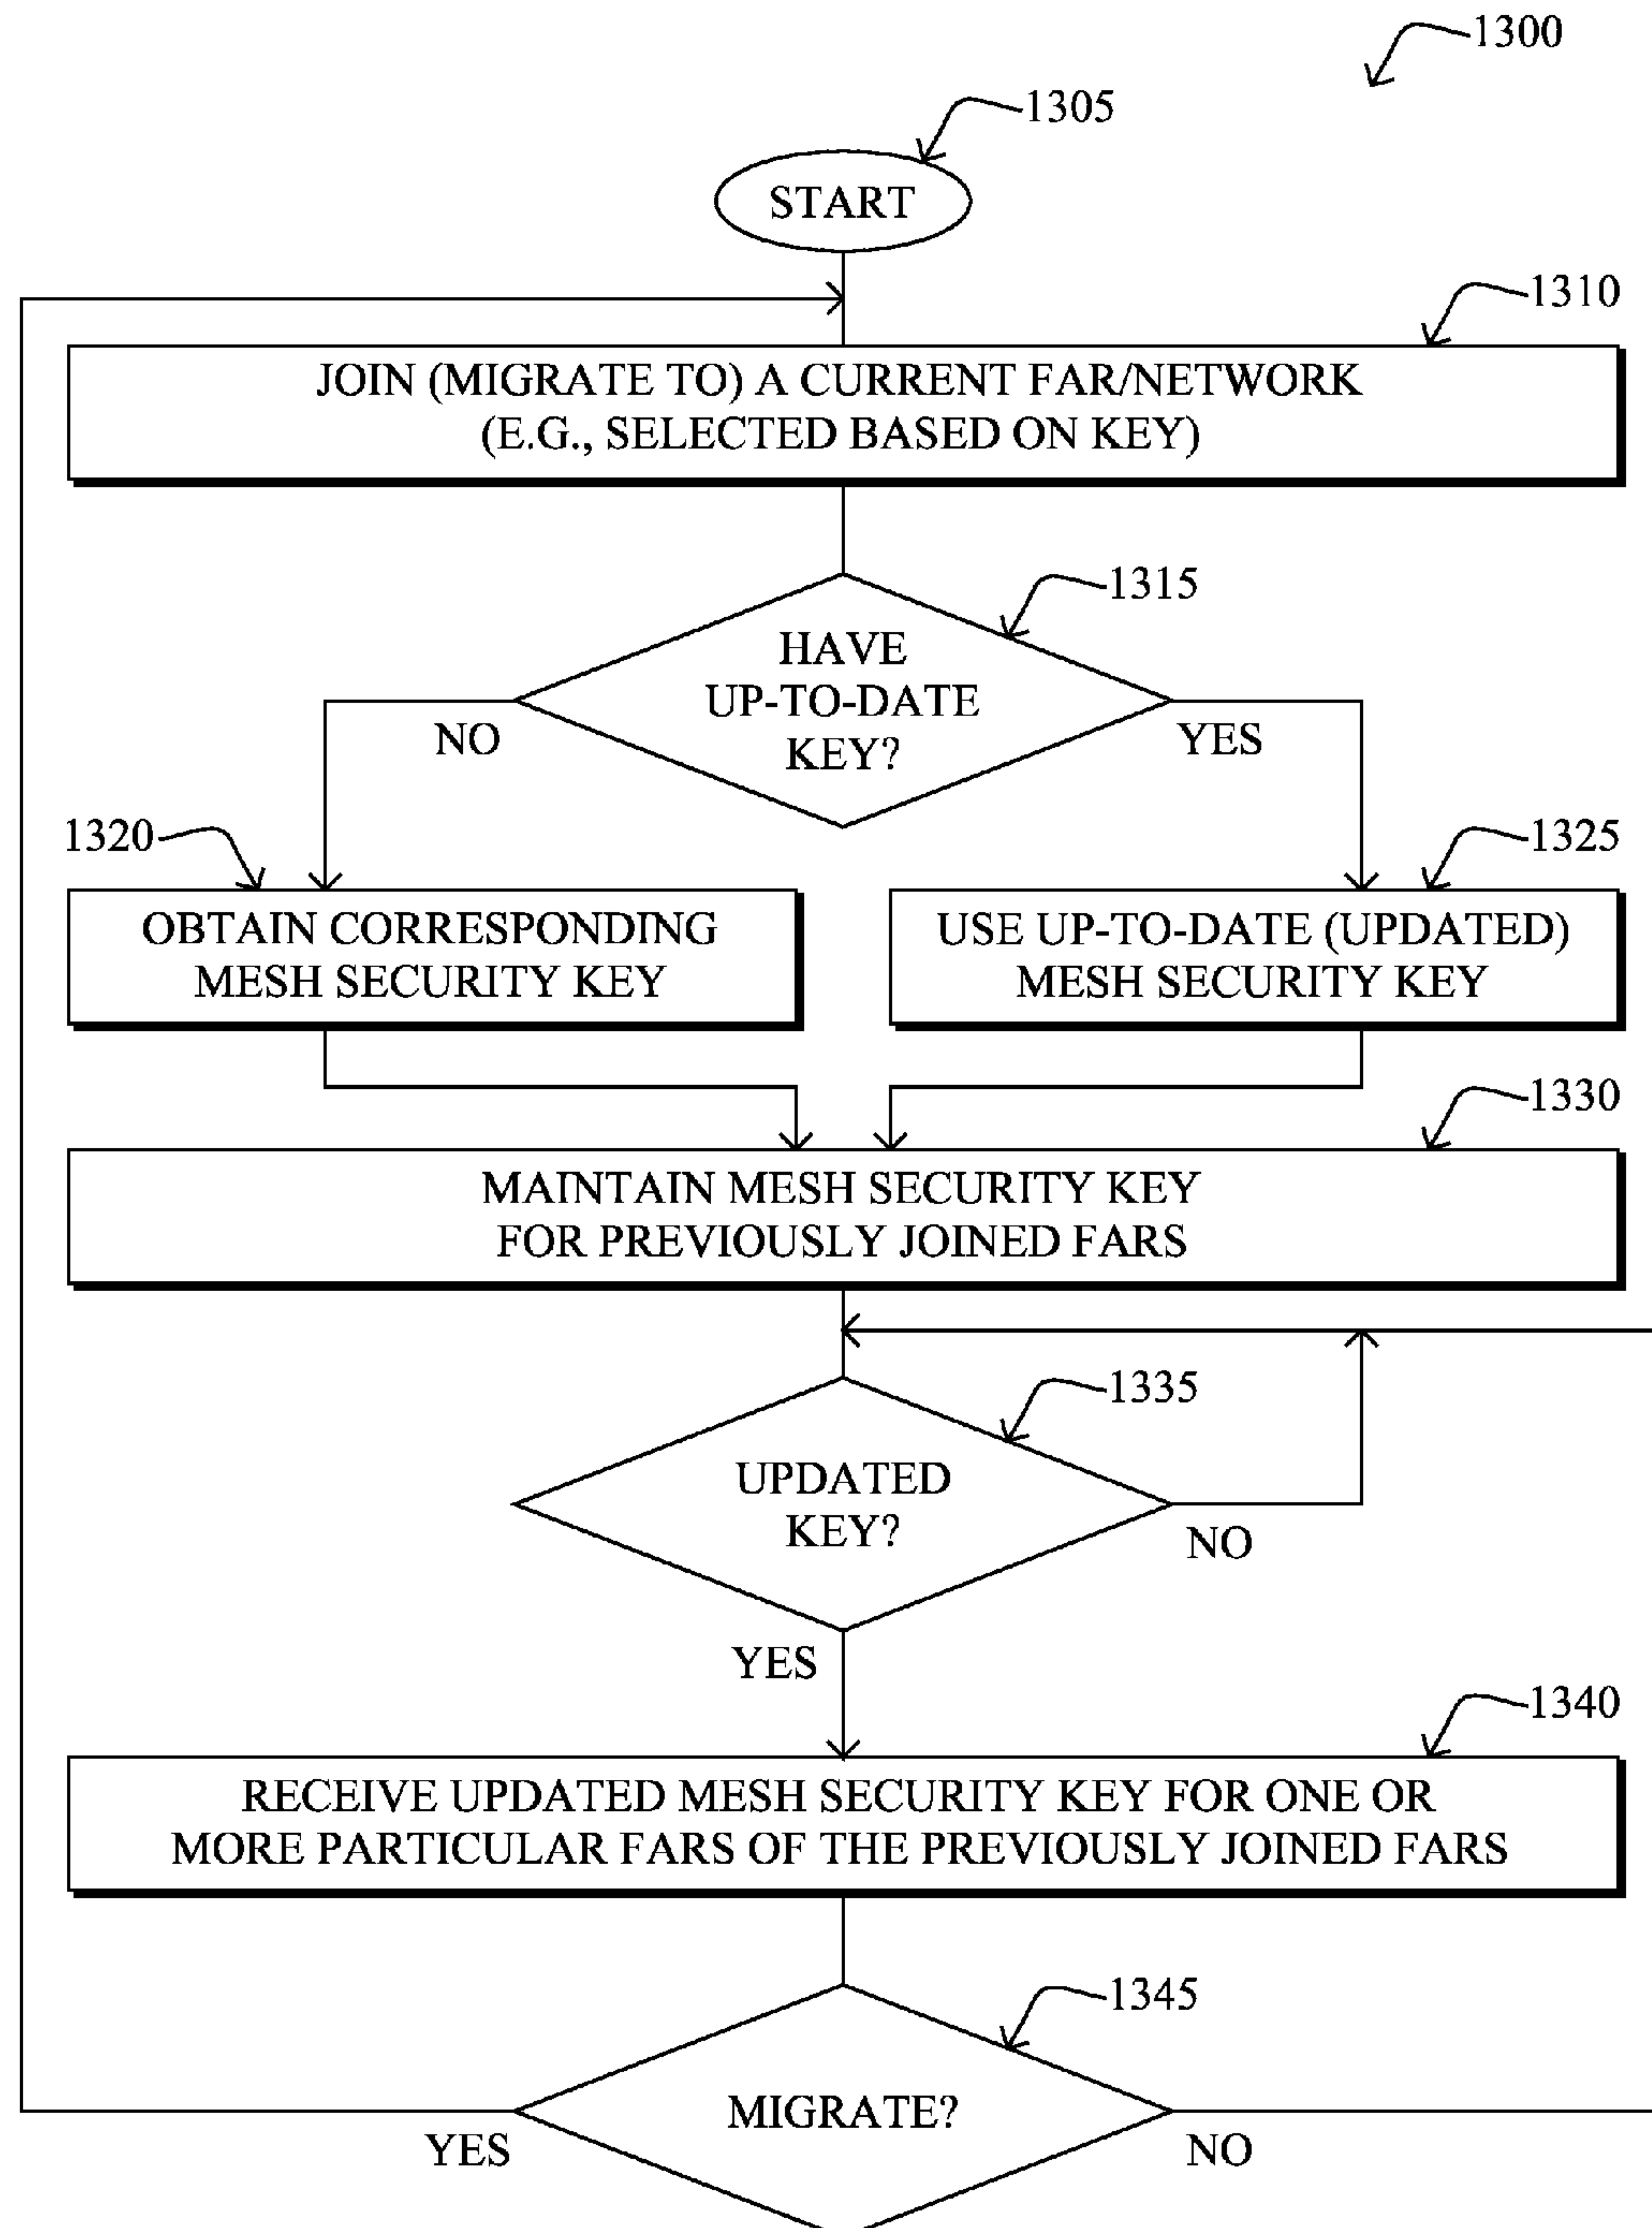 1300
1305
START
1310
JOIN (MIGRATE TO) A CURRENT FAR/NETWORK
(E.G., SELECTED BASED ON KEY)
1315
HAVE
UP-TO-DATE
KEY?
NO
YES
1320
1325
OBTAIN CORRESPONDING
MESH SECURITY KEY
USE UP-TO-DATE (UPDATED)
MESH SECURITY KEY
1330
MAINTAIN MESH SECURITY KEY
FOR PREVIOUSLY JOINED FARS
1335
UPDATED
KEY?
NO
YES
1340
RECEIVE UPDATED MESH SECURITY KEY FOR ONE OR
MORE PARTICULAR FARS OF THE PREVIOUSLY JOINED FARS
1345
MIGRATE?
YES
NO